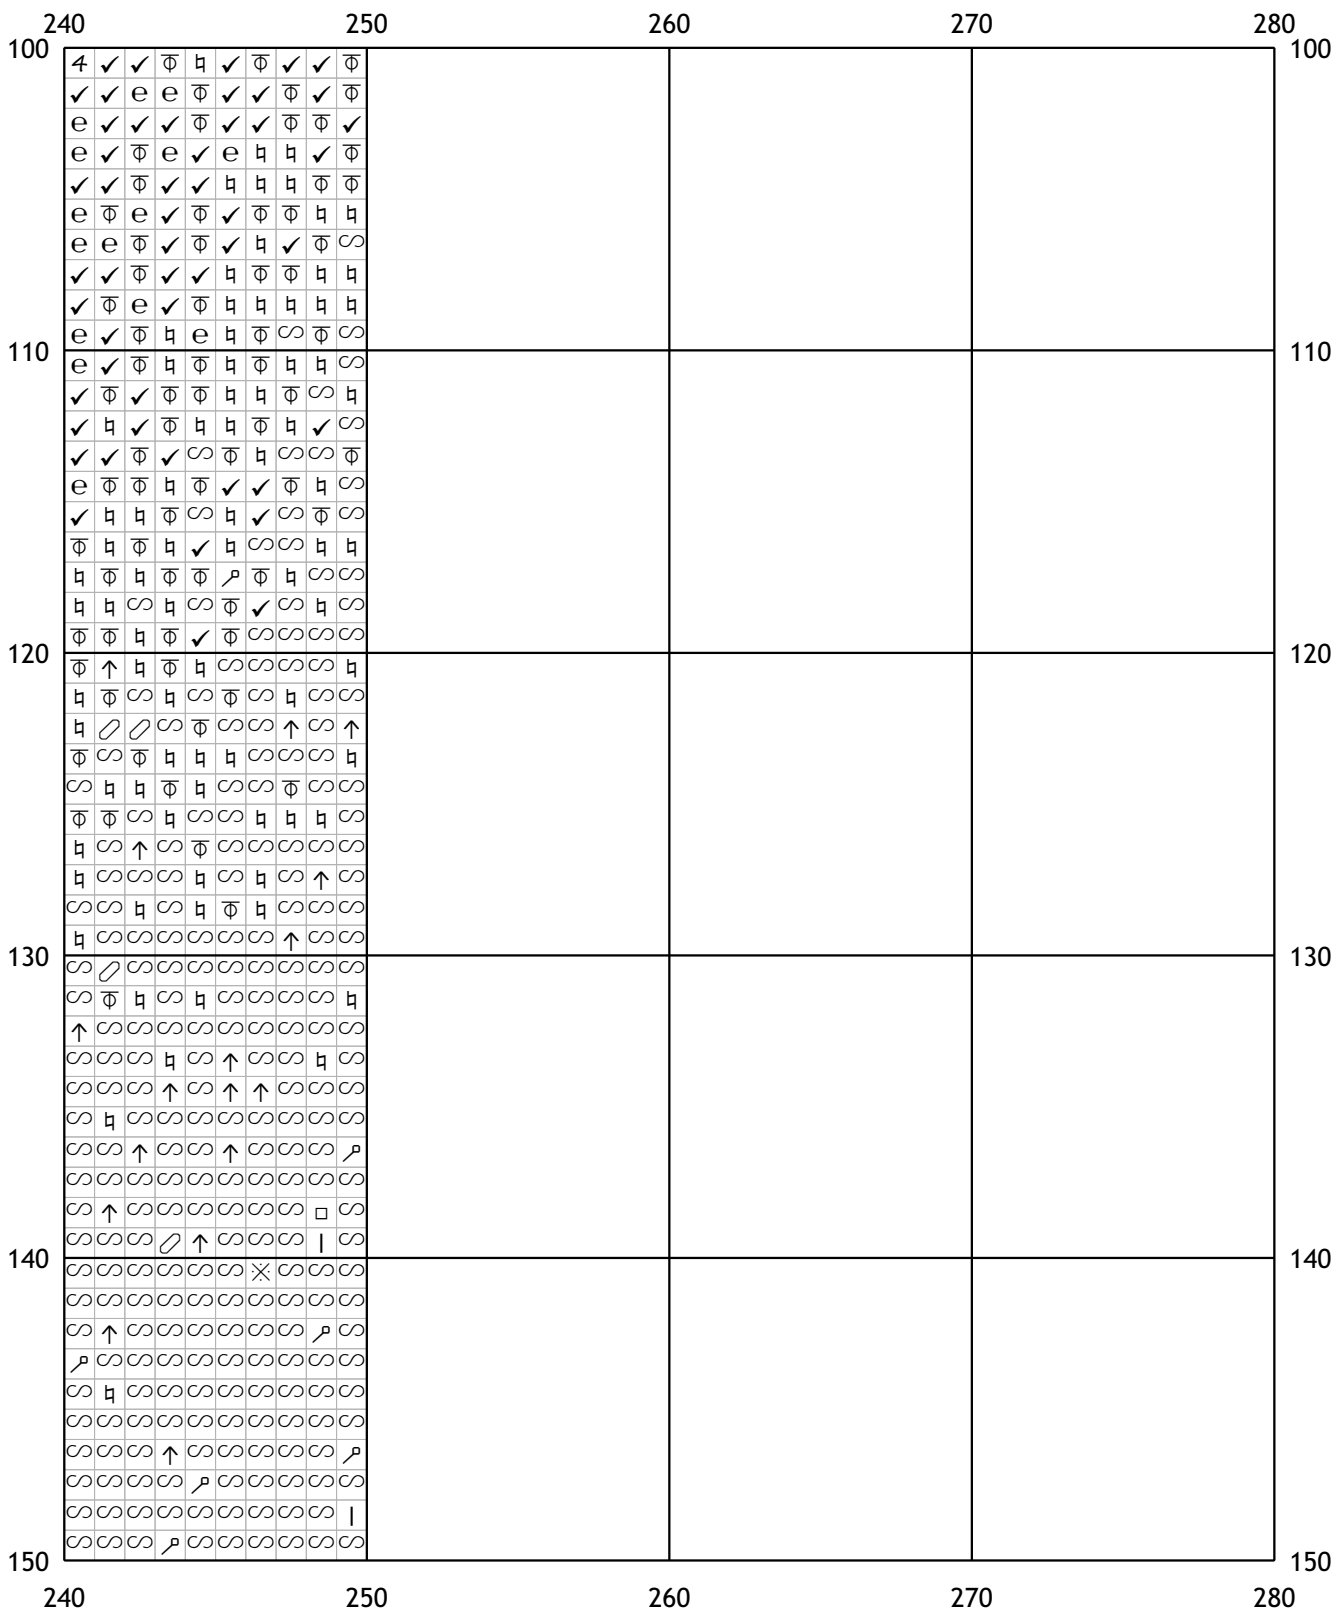 240 250 260 270 280
100 4 ✓ ✓ ⏂ ♮ ✓ ⏂ ✓ ✓ ⏂ 100
✓ ✓ e e ⏂ ✓ ✓ ⏂ ✓ ⏂
e ✓ ✓ ✓ ⏂ ✓ ✓ ⏂ ⏂ ✓
e ✓ ⏂ e ✓ e ♮ ♮ ✓ ⏂
✓ ✓ ⏂ ✓ ✓ ♮ ♮ ♮ ⏂ ⏂
e ⏂ e ✓ ⏂ ✓ ⏂ ⏂ ♮ ♮
e e ⏂ ✓ ⏂ ✓ ♮ ✓ ⏂ ∽
✓ ✓ ⏂ ✓ ✓ ♮ ⏂ ⏂ ♮ ♮
✓ ⏂ e ✓ ⏂ ♮ ♮ ♮ ♮ ♮
e ✓ ⏂ ♮ e ♮ ⏂ ∽ ⏂ ∽
110 e ✓ ⏂ ♮ ⏂ ♮ ⏂ ♮ ♮ ∽ 110
✓ ⏂ ✓ ⏂ ⏂ ♮ ♮ ⏂ ∽ ♮
✓ ♮ ✓ ⏂ ♮ ♮ ⏂ ♮ ✓ ∽
✓ ✓ ⏂ ✓ ∽ ⏂ ♮ ∽ ∽ ⏂
e ⏂ ⏂ ♮ ⏂ ✓ ✓ ⏂ ♮ ∽
✓ ♮ ♮ ⏂ ∽ ♮ ✓ ∽ ⏂ ∽
⏂ ♮ ⏂ ♮ ✓ ♮ ∽ ∽ ♮ ♮
♮ ⏂ ♮ ⏂ ⏂ ⚲ ⏂ ♮ ∽ ∽
♮ ♮ ∽ ♮ ∽ ⏂ ✓ ∽ ♮ ∽
⏂ ⏂ ♮ ⏂ ✓ ⏂ ∽ ∽ ∽ ∽
120 ⏂ ↑ ♮ ⏂ ♮ ∽ ∽ ∽ ∽ ♮ 120
♮ ⏂ ∽ ♮ ∽ ⏂ ∽ ♮ ∽ ∽
♮ ⬭ ⬭ ∽ ⏂ ∽ ∽ ↑ ∽ ↑
⏂ ∽ ⏂ ♮ ♮ ♮ ∽ ∽ ∽ ♮
∽ ♮ ♮ ⏂ ♮ ∽ ∽ ⏂ ∽ ∽
⏂ ⏂ ∽ ♮ ∽ ∽ ♮ ♮ ♮ ∽
♮ ∽ ↑ ∽ ⏂ ∽ ∽ ∽ ∽ ∽
♮ ∽ ∽ ∽ ♮ ∽ ♮ ∽ ↑ ∽
∽ ∽ ♮ ∽ ♮ ⏂ ♮ ∽ ∽ ∽
♮ ∽ ∽ ∽ ∽ ∽ ∽ ↑ ∽ ∽
130 ∽ ⬭ ∽ ∽ ∽ ∽ ∽ ∽ ∽ ∽ 130
∽ ⏂ ♮ ∽ ♮ ∽ ∽ ∽ ∽ ♮
↑ ∽ ∽ ∽ ∽ ∽ ∽ ∽ ∽ ∽
∽ ∽ ∽ ♮ ∽ ↑ ∽ ∽ ♮ ∽
∽ ∽ ∽ ↑ ∽ ↑ ↑ ∽ ∽ ∽
∽ ♮ ∽ ∽ ∽ ∽ ∽ ∽ ∽ ∽
∽ ∽ ↑ ∽ ∽ ↑ ∽ ∽ ∽ ⚲
∽ ∽ ∽ ∽ ∽ ∽ ∽ ∽ ∽ ∽
∽ ↑ ∽ ∽ ∽ ∽ ∽ ∽ □ ∽
∽ ∽ ∽ ⬭ ↑ ∽ ∽ ∽ | ∽
140 ∽ ∽ ∽ ∽ ∽ ∽ ※ ∽ ∽ ∽ 140
∽ ∽ ∽ ∽ ∽ ∽ ∽ ∽ ∽ ∽
∽ ↑ ∽ ∽ ∽ ∽ ∽ ∽ ⚲ ∽
⚲ ∽ ∽ ∽ ∽ ∽ ∽ ∽ ∽ ∽
∽ ♮ ∽ ∽ ∽ ∽ ∽ ∽ ∽ ∽
∽ ∽ ∽ ∽ ∽ ∽ ∽ ∽ ∽ ∽
∽ ∽ ∽ ↑ ∽ ∽ ∽ ∽ ∽ ⚲
∽ ∽ ∽ ∽ ⚲ ∽ ∽ ∽ ∽ ∽
∽ ∽ ∽ ∽ ∽ ∽ ∽ ∽ ∽ |
∽ ∽ ∽ ⚲ ∽ ∽ ∽ ∽ ∽ ∽
150 150
240 250 260 270 280